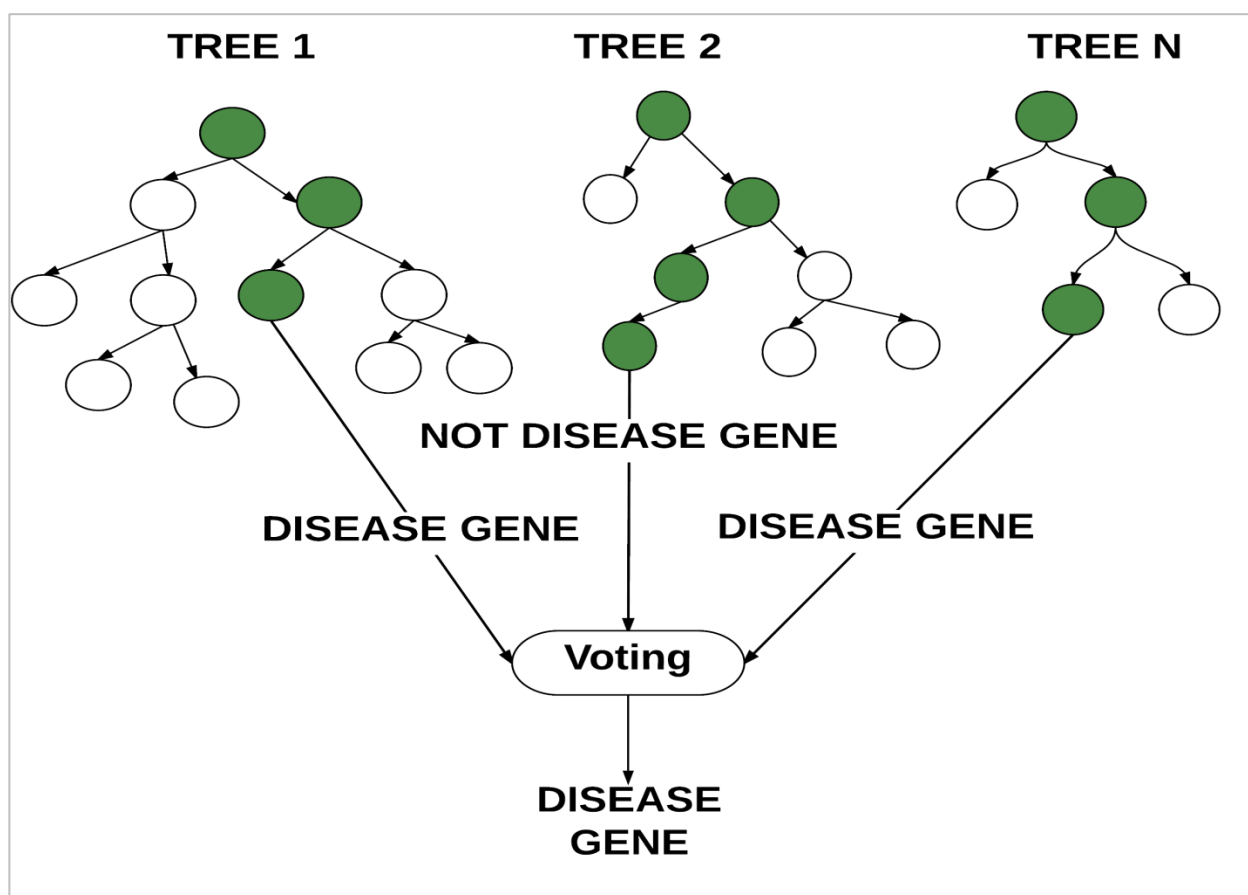 TREE 1
TREE 2
TREE N
NOT DISEASE GENE
DISEASE GENE
DISEASE GENE
Voting
DISEASE
GENE